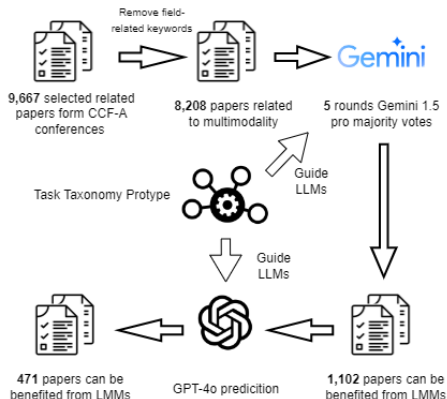 Remove field-
related keywords
Gemini
9,667 selected related
papers form CCF-A
conferences
8,208 papers related
to multimodality
5 rounds Gemini 1.5
pro majority votes
Task Taxonomy Protype
Guide
LLMs
Guide
LLMs
471 papers can be
benefited from LMMs
GPT-4o predicition
1,102 papers can be
benefited from LMMs